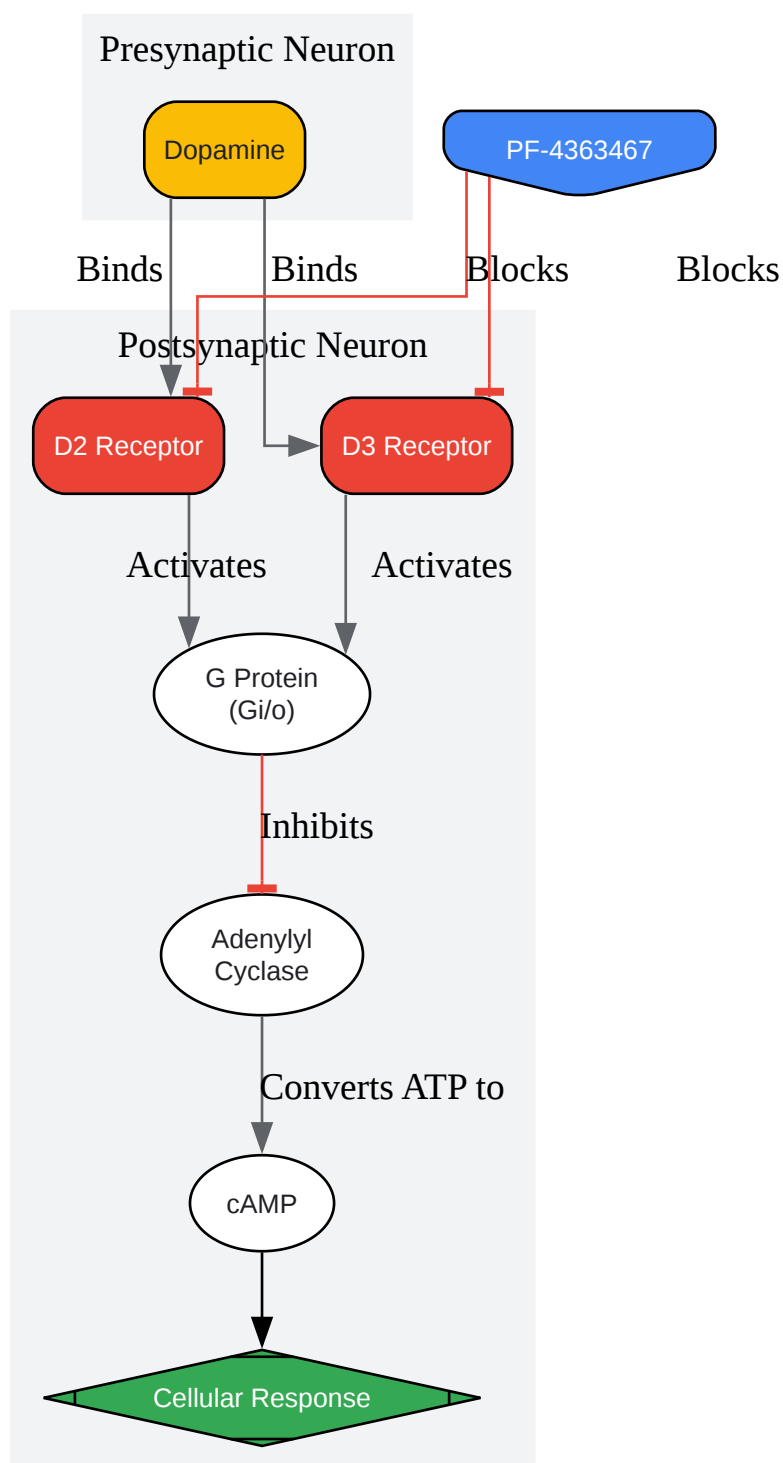 Presynaptic Neuron
Dopamine
PF-4363467
Binds
Binds
Blocks
Blocks
Postsynaptic Neuron
D2 Receptor
D3 Receptor
Activates
Activates
G Protein
(Gi/o)
Inhibits
Adenylyl
Cyclase
Converts ATP to
cAMP
Cellular Response